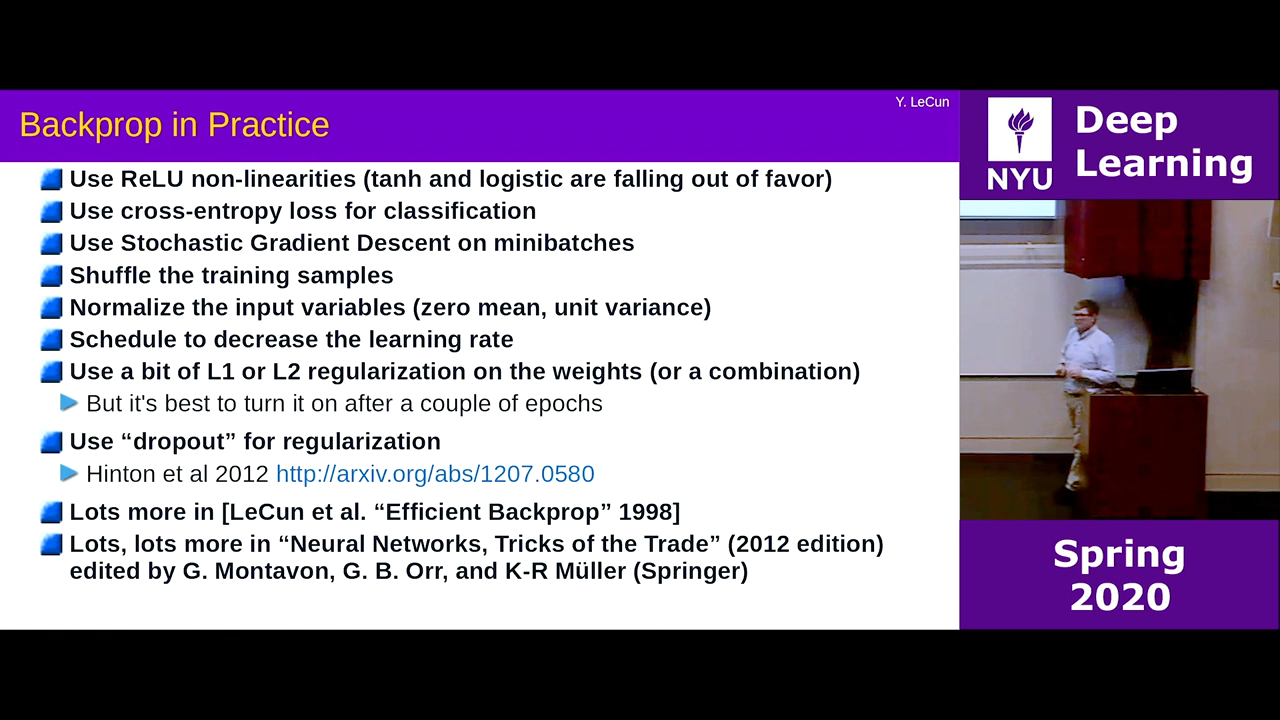 Y. LeCun
Backprop in Practice
Use ReLU non-linearities (tanh and logistic are falling out of favor)
Use cross-entropy loss for classification
Use Stochastic Gradient Descent on minibatches
Shuffle the training samples
Normalize the input variables (zero mean, unit variance)
Schedule to decrease the learning rate
Use a bit of L1 or L2 regularization on the weights (or a combination)
But it's best to turn it on after a couple of epochs
Use “dropout” for regularization
Hinton et al 2012 http://arxiv.org/abs/1207.0580
Lots more in [LeCun et al. “Efficient Backprop” 1998]
Lots, lots more in “Neural Networks, Tricks of the Trade” (2012 edition)
edited by G. Montavon, G. B. Orr, and K-R Müller (Springer)
NYU
Deep
Learning
Spring
2020